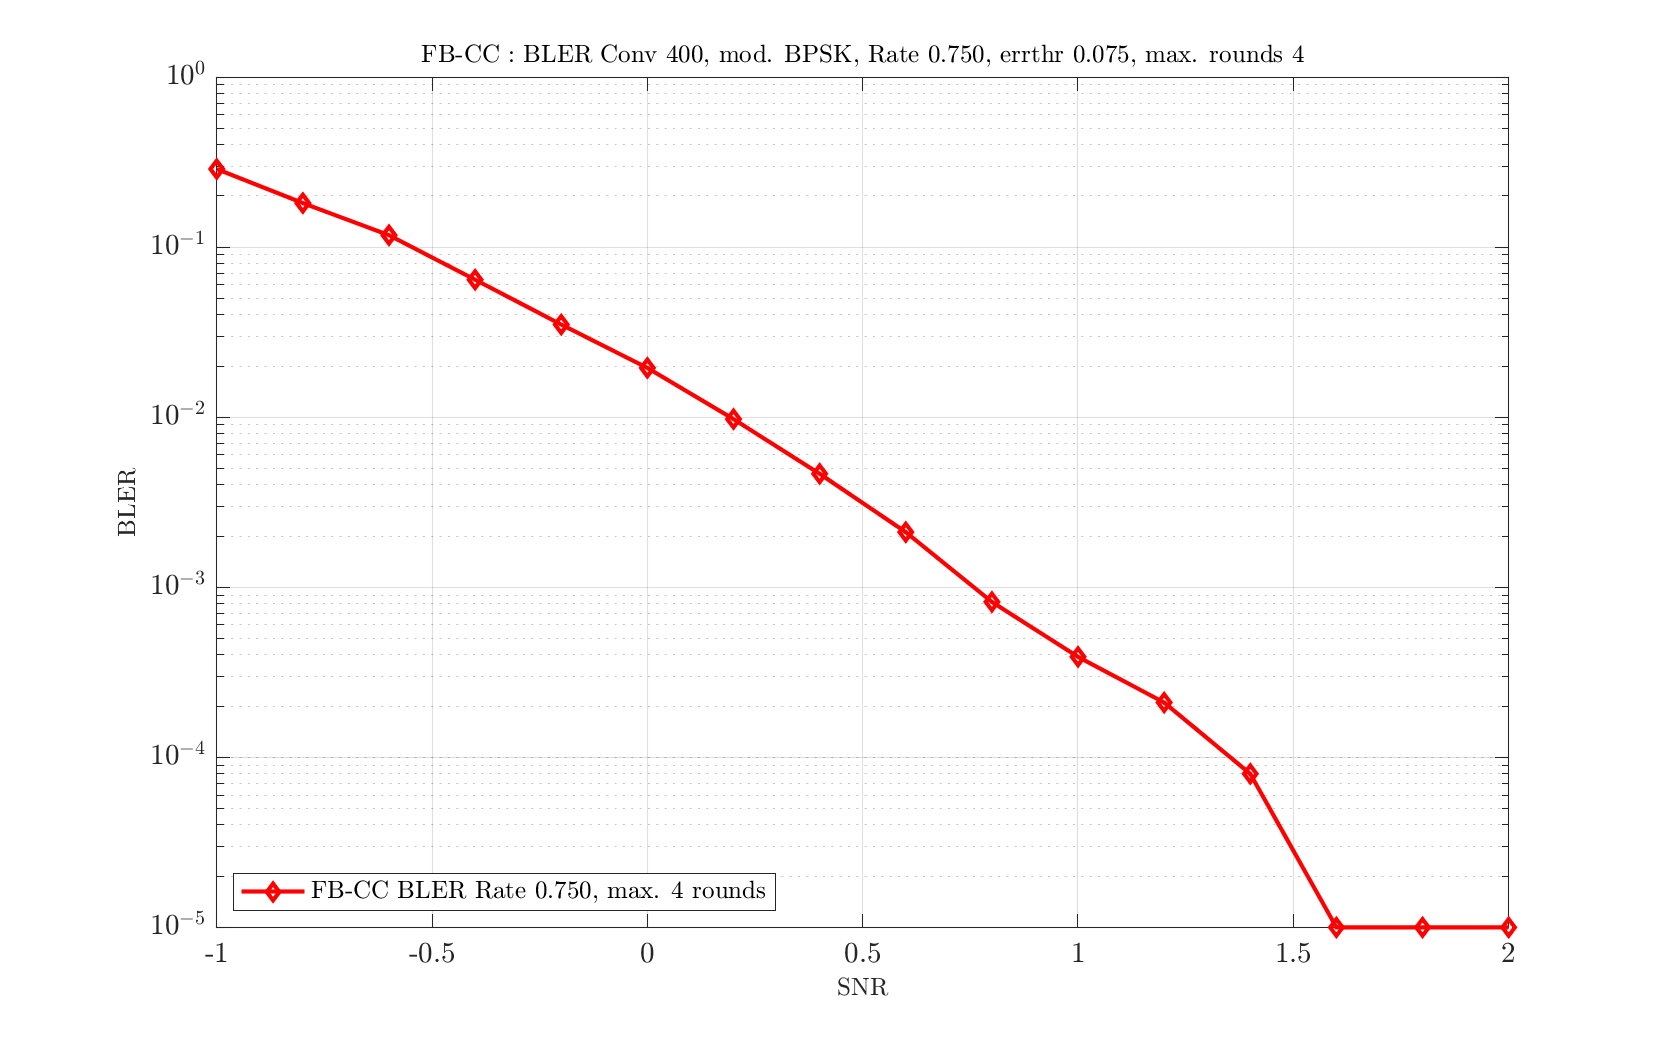 FB-CC : BLER Conv 400, mod. BPSK, Rate 0.750, errthr 0.075, max. rounds 4
10^0
10^-1
10^-2
10^-3
10^-4
10^-5
BLER
FB-CC BLER Rate 0.750, max. 4 rounds
-1 -0.5 0 0.5 1 1.5 2
SNR